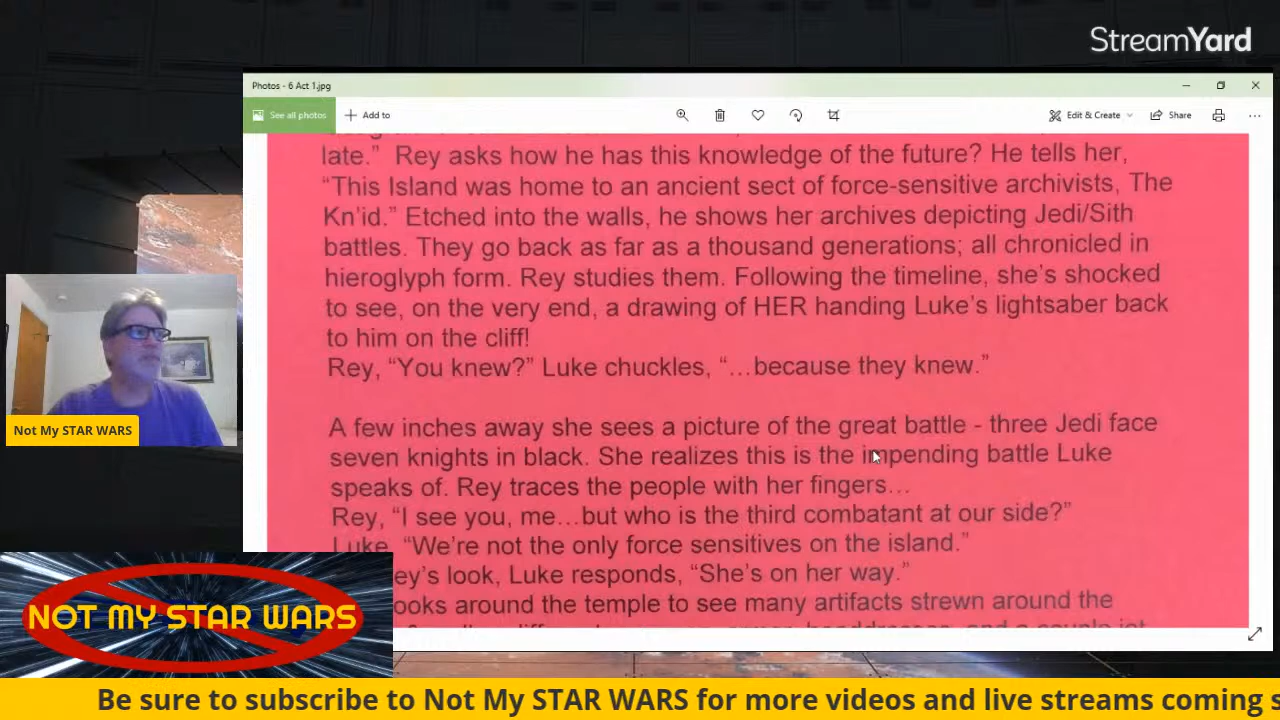 StreamYard
Photos - 6 Act 1.jpg
See all photos
Add to
Edit & Create
Share
late.” Rey asks how he has this knowledge of the future? He tells her,
“This Island was home to an ancient sect of force-sensitive archivists, The
Kn’id.” Etched into the walls, he shows her archives depicting Jedi/Sith
battles. They go back as far as a thousand generations; all chronicled in
hieroglyph form. Rey studies them. Following the timeline, she’s shocked
to see, on the very end, a drawing of HER handing Luke’s lightsaber back
to him on the cliff!
Rey, “You knew?” Luke chuckles, “…because they knew.”
A few inches away she sees a picture of the great battle - three Jedi face
seven knights in black. She realizes this is the impending battle Luke
speaks of. Rey traces the people with her fingers…
Rey, “I see you, me…but who is the third combatant at our side?”
Luke, “We’re not the only force sensitives on the island.”
look, Luke responds, “She’s on her way.”
around the temple to see many artifacts strewn around the
Not My STAR WARS
NOT MY STAR WARS
Be sure to subscribe to Not My STAR WARS for more videos and live streams coming